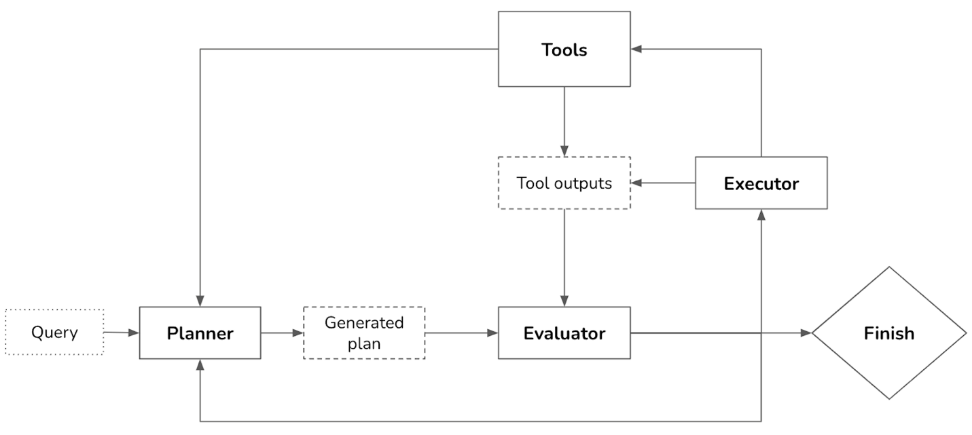 Tools
Tool outputs
Executor
Query
Planner
Generated
plan
Evaluator
Finish